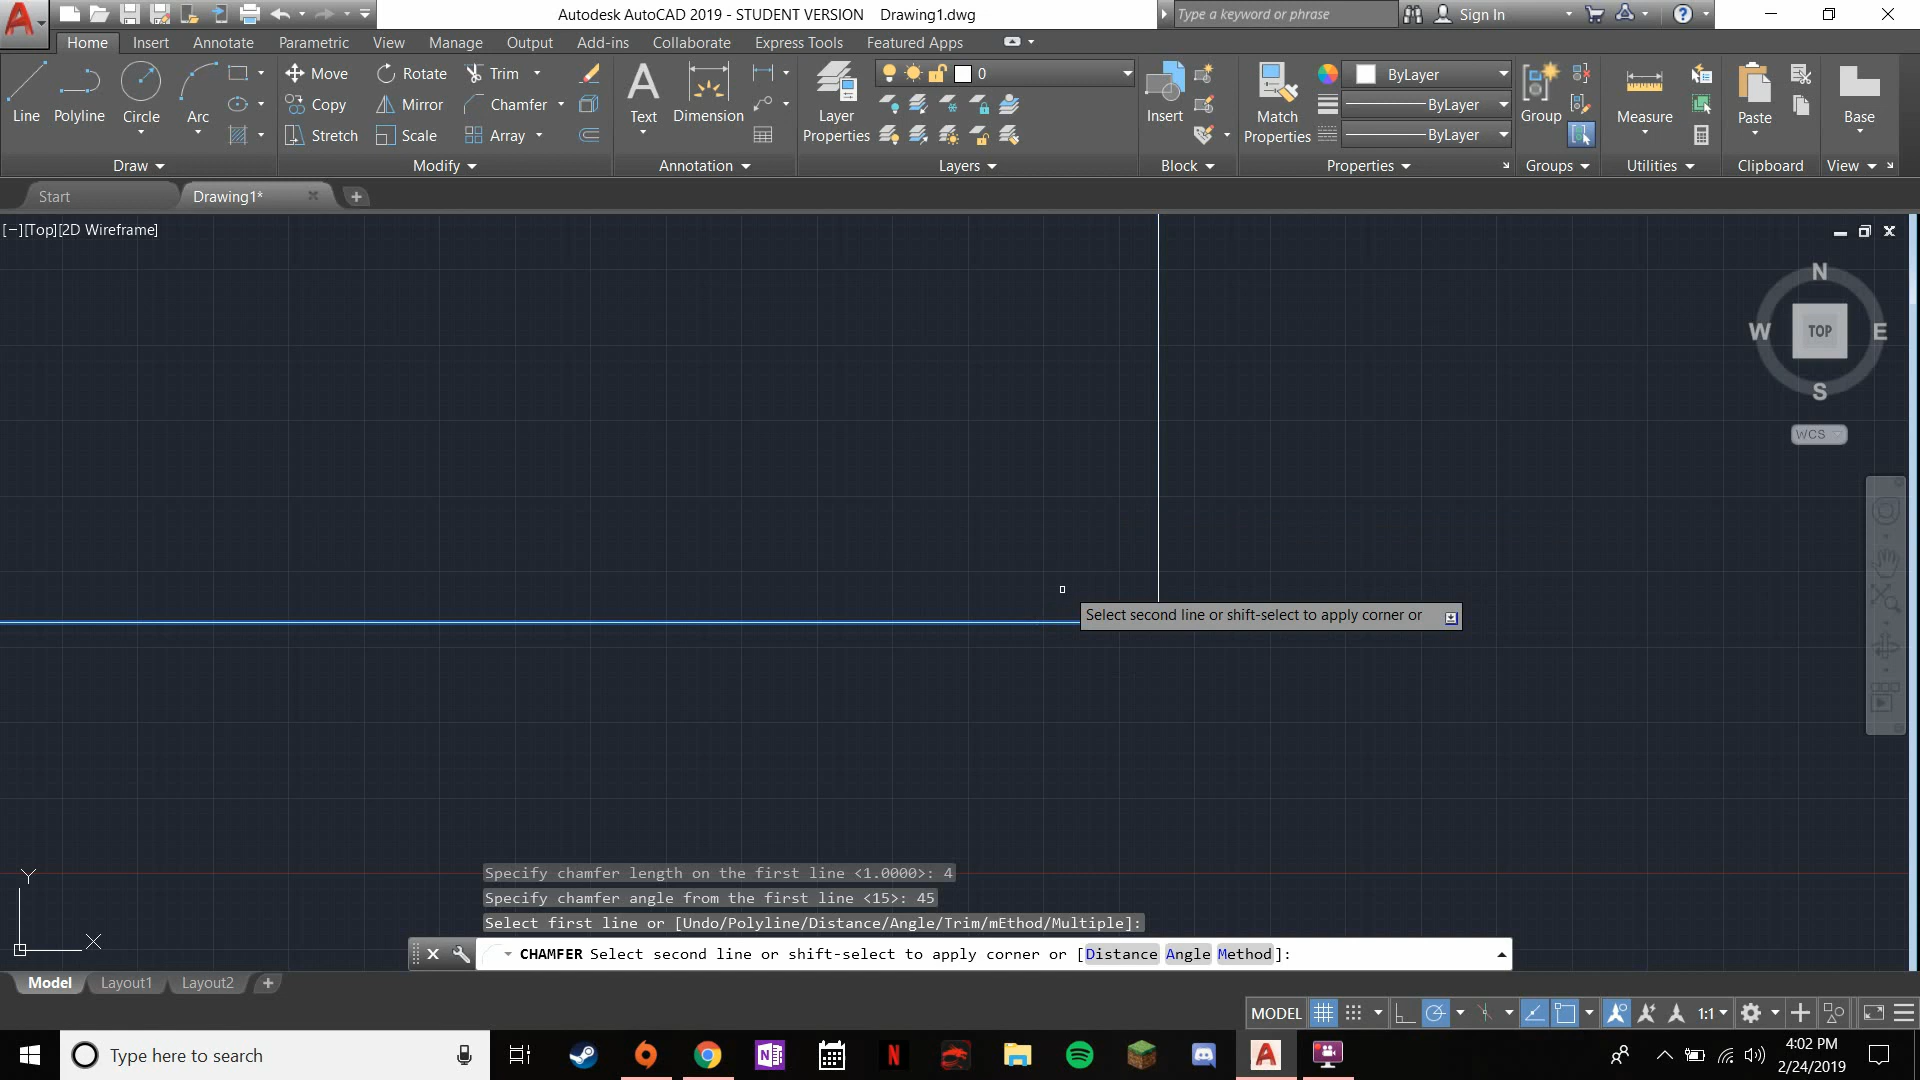 Autodesk AutoCAD 2019 - STUDENT VERSION Drawing1.dwg
Type a keyword or phrase
Sign In
Home Insert Annotate Parametric View Manage Output Add-ins Collaborate Express Tools Featured Apps
Line Polyline Circle Arc
Move Rotate Trim
Copy Mirror Chamfer
Stretch Scale Array
Text Dimension
Layer Properties
0
Insert
Match Properties
ByLayer
ByLayer
ByLayer
Group
Measure
Paste
Base
Draw Modify Annotation Layers Block Properties Groups Utilities Clipboard View
Start Drawing1*
[−][Top][2D Wireframe]
N
W TOP E
S
WCS
Select second line or shift-select to apply corner or
Y
X
Specify chamfer length on the first line <1.0000>: 4
Specify chamfer angle from the first line <15>: 45
Select first line or [Undo/Polyline/Distance/Angle/Trim/mEthod/Multiple]:
CHAMFER Select second line or shift-select to apply corner or [Distance Angle Method]:
Model Layout1 Layout2
MODEL 1:1
Type here to search
4:02 PM
2/24/2019